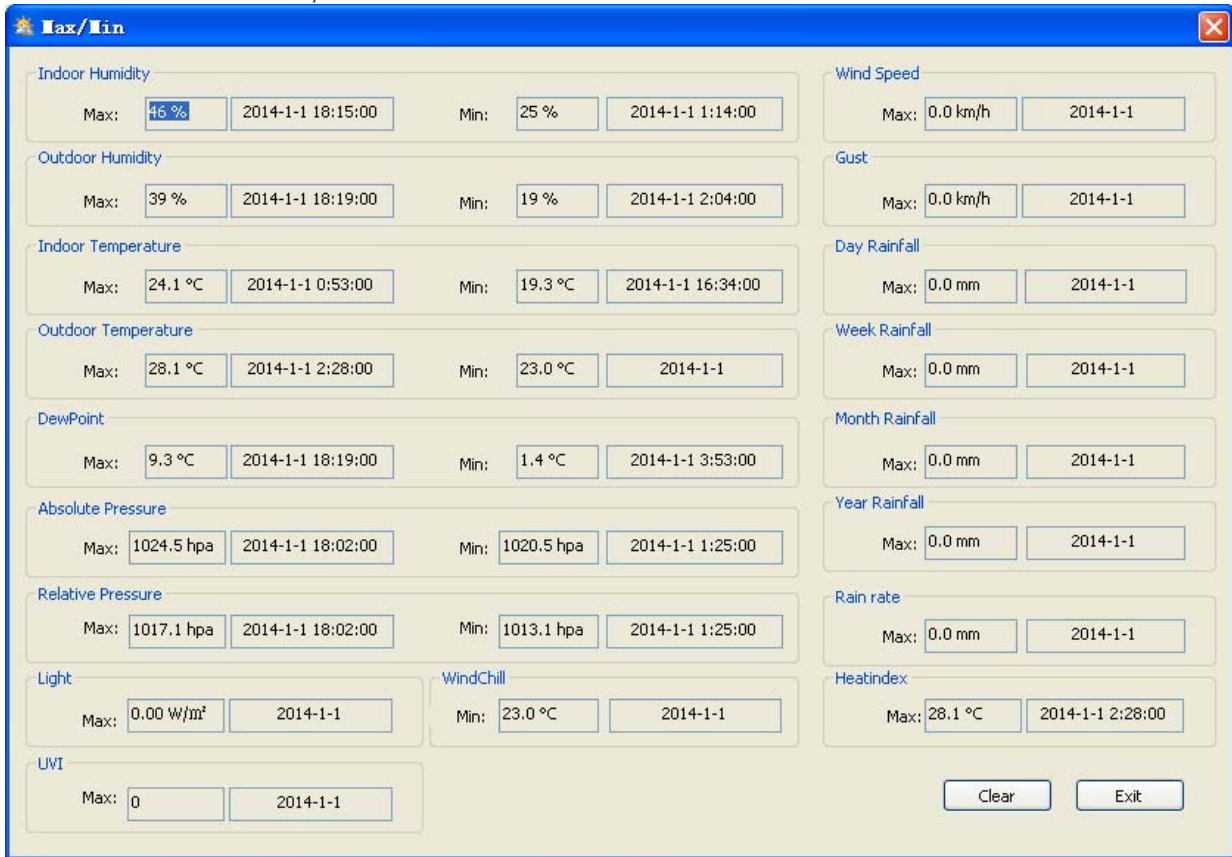 Max/Min
Indoor Humidity
Max: 46 % 2014-1-1 18:15:00 Min: 25 % 2014-1-1 1:14:00
Outdoor Humidity
Max: 39 % 2014-1-1 18:19:00 Min: 19 % 2014-1-1 2:04:00
Indoor Temperature
Max: 24.1 °C 2014-1-1 0:53:00 Min: 19.3 °C 2014-1-1 16:34:00
Outdoor Temperature
Max: 28.1 °C 2014-1-1 2:28:00 Min: 23.0 °C 2014-1-1
DewPoint
Max: 9.3 °C 2014-1-1 18:19:00 Min: 1.4 °C 2014-1-1 3:53:00
Absolute Pressure
Max: 1024.5 hpa 2014-1-1 18:02:00 Min: 1020.5 hpa 2014-1-1 1:25:00
Relative Pressure
Max: 1017.1 hpa 2014-1-1 18:02:00 Min: 1013.1 hpa 2014-1-1 1:25:00
Light
Max: 0.00 W/m² 2014-1-1
WindChill
Min: 23.0 °C 2014-1-1
UVI
Max: 0 2014-1-1
Wind Speed
Max: 0.0 km/h 2014-1-1
Gust
Max: 0.0 km/h 2014-1-1
Day Rainfall
Max: 0.0 mm 2014-1-1
Week Rainfall
Max: 0.0 mm 2014-1-1
Month Rainfall
Max: 0.0 mm 2014-1-1
Year Rainfall
Max: 0.0 mm 2014-1-1
Rain rate
Max: 0.0 mm 2014-1-1
Heatindex
Max: 28.1 °C 2014-1-1 2:28:00
Clear Exit